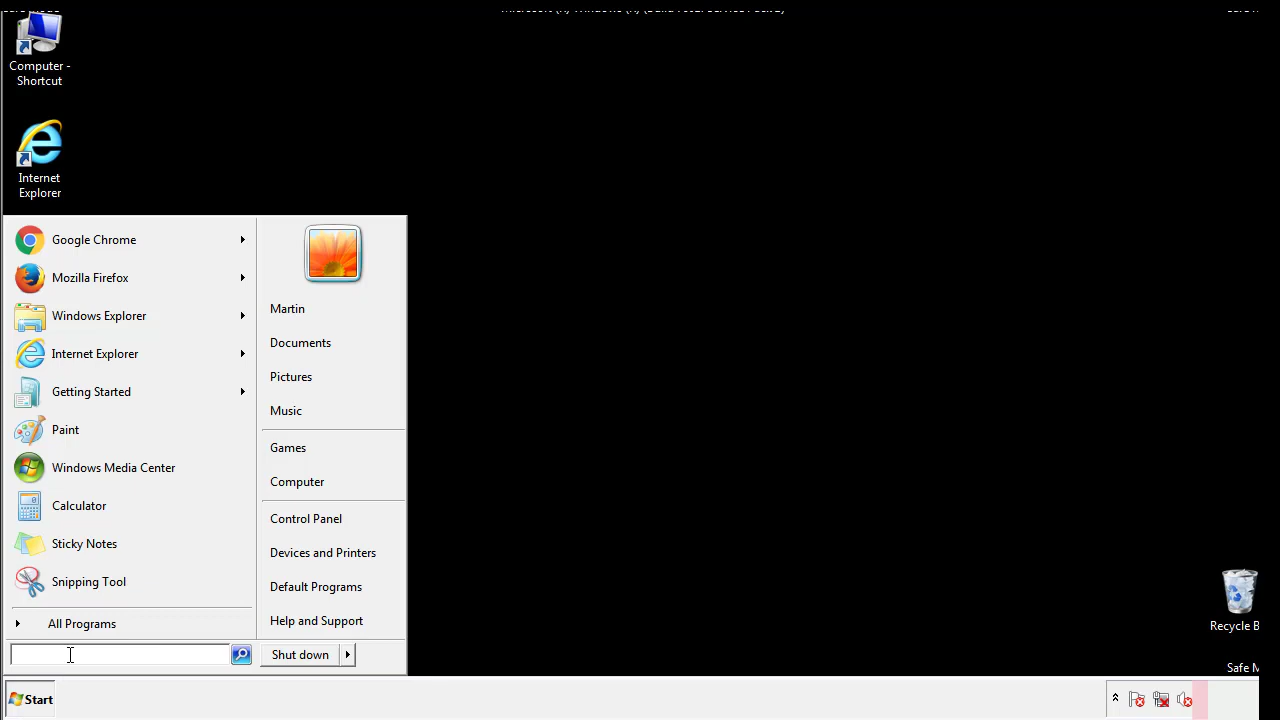 Computer -
Shortcut
Internet
Explorer
Google Chrome
Mozilla Firefox
Windows Explorer
Internet Explorer
Getting Started
Paint
Windows Media Center
Calculator
Sticky Notes
Snipping Tool
All Programs
Martin
Documents
Pictures
Music
Games
Computer
Control Panel
Devices and Printers
Default Programs
Help and Support
Shut down
Recycle B
Safe M
Start